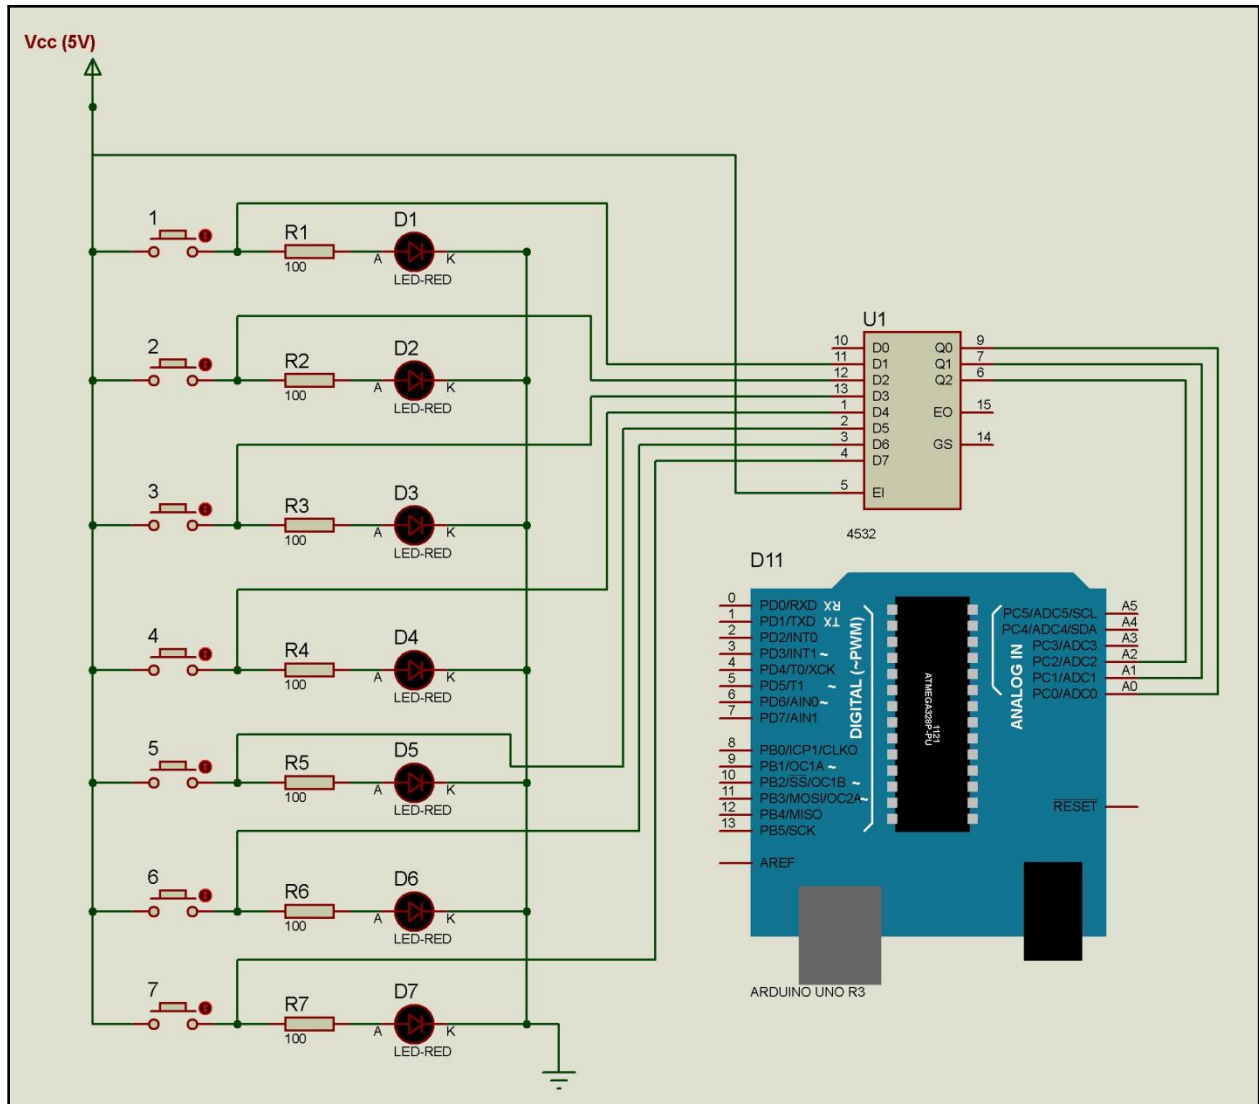 Vcc (5V)
1
R1
100
A
D1
K
LED-RED
2
R2
100
A
D2
K
LED-RED
3
R3
100
A
D3
K
LED-RED
4
R4
100
A
D4
K
LED-RED
5
R5
100
A
D5
K
LED-RED
6
R6
100
A
D6
K
LED-RED
7
R7
100
A
D7
K
LED-RED
U1
10 D0 Q0 9
11 D1 Q1 7
12 D2 Q2 6
13 D3
1 D4 EO 15
2 D5
3 D6 GS 14
4 D7
5 EI
4532
D11
0 PD0/RXD RX
1 PD1/TXD TX
2 PD2/INT0
3 PD3/INT1 ~
4 PD4/T0/XCK
5 PD5/T1 ~
6 PD6/AIN0 ~
7 PD7/AIN1
8 PB0/ICP1/CLKO
9 PB1/OC1A ~
10 PB2/SS/OC1B ~
11 PB3/MOSI/OC2A ~
12 PB4/MISO
13 PB5/SCK
AREF
DIGITAL (~PWM)
ATMEGA328P-PU
1121
ANALOG IN
PC5/ADC5/SCL A5
PC4/ADC4/SDA A4
PC3/ADC3 A3
PC2/ADC2 A2
PC1/ADC1 A1
PC0/ADC0 A0
RESET
ARDUINO UNO R3